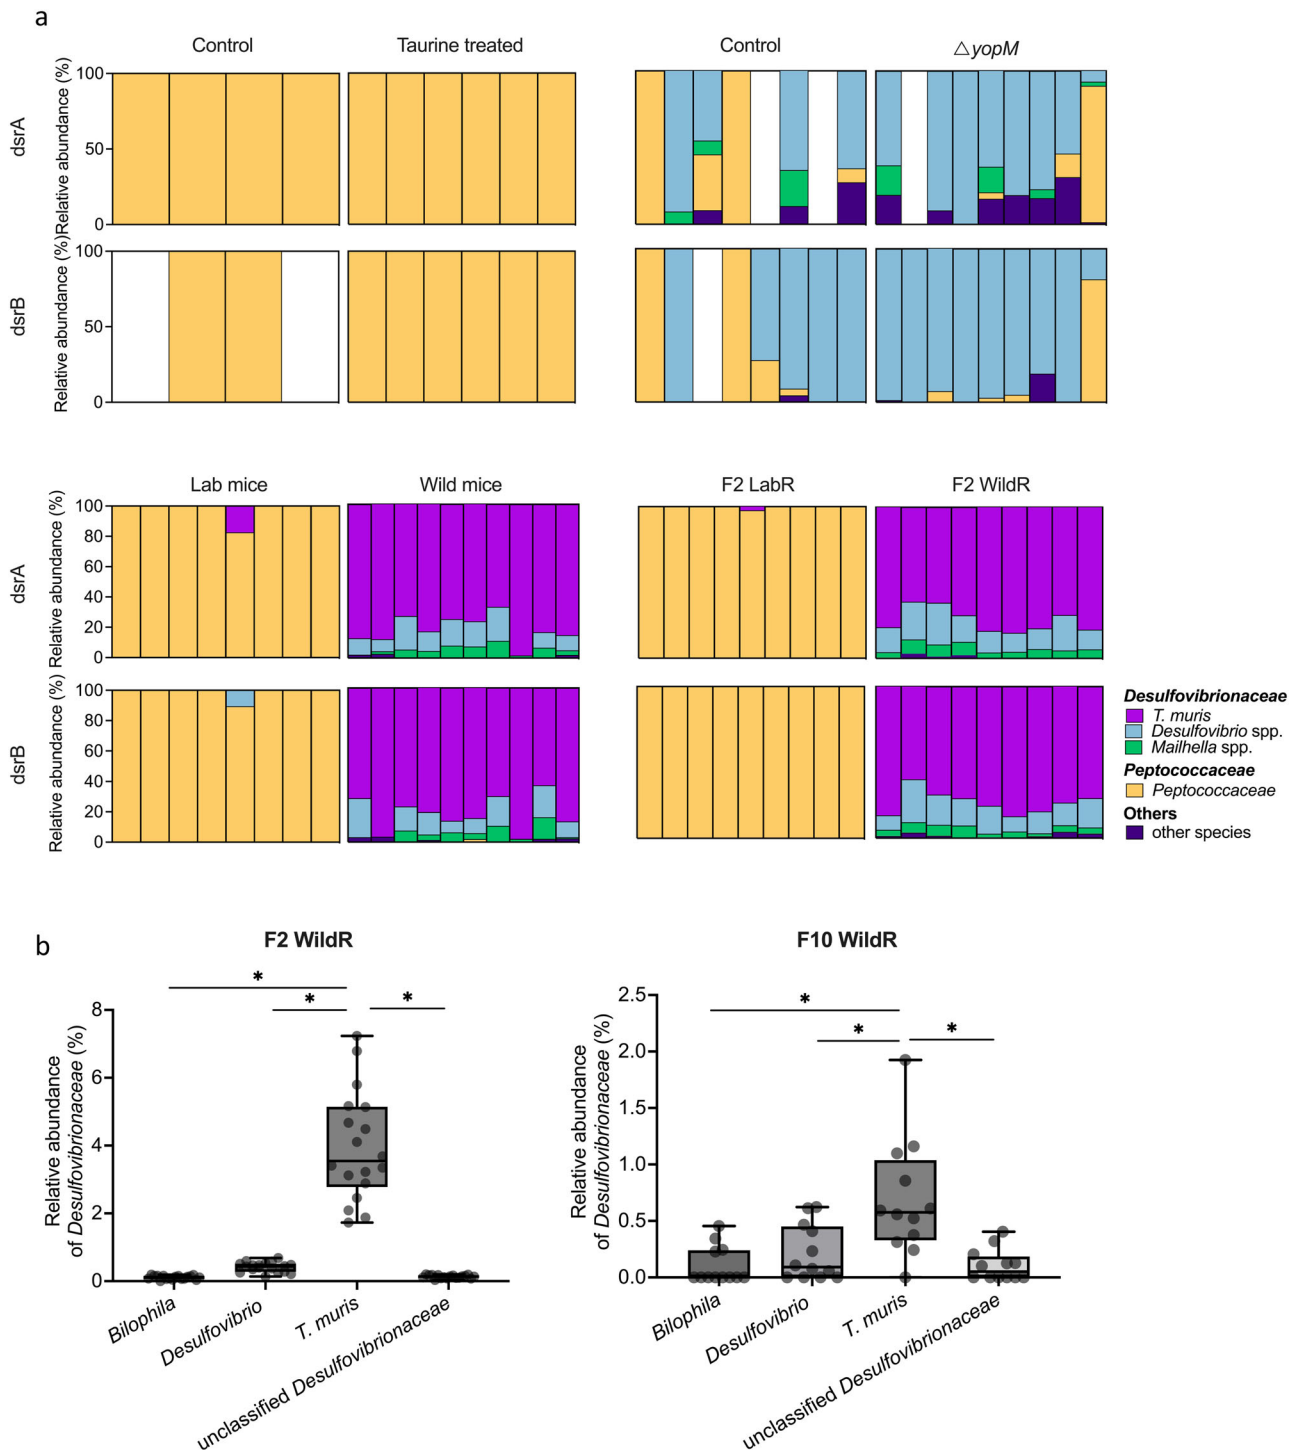 a
Control
Taurine treated
Control
△yopM
dsrA
Relative abundance (%)
100
50
0
dsrB
Relative abundance (%)
100
50
0
Lab mice
Wild mice
F2 LabR
F2 WildR
dsrA
Relative abundance (%)
100
80
60
40
20
0
dsrB
Relative abundance (%)
100
80
60
40
20
0
Desulfovibrionaceae
T. muris
Desulfovibrio spp.
Mailhella spp.
Peptococcaceae
Peptococcaceae
Others
other species
b
F2 WildR
Relative abundance
of Desulfovibrionaceae (%)
8
6
4
2
0
*
*
*
Bilophila
Desulfovibrio
T. muris
unclassified Desulfovibrionaceae
F10 WildR
Relative abundance
of Desulfovibrionaceae (%)
2.5
2.0
1.5
1.0
0.5
0.0
*
*
*
Bilophila
Desulfovibrio
T. muris
unclassified Desulfovibrionaceae